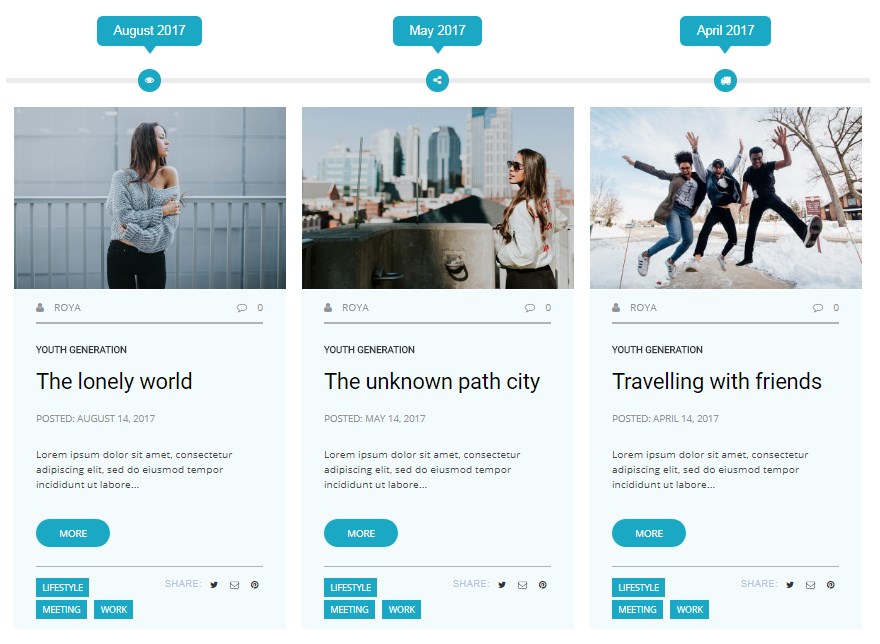 August 2017
May 2017
April 2017
ROYA
0
YOUTH GENERATION
The lonely world
POSTED: AUGUST 14, 2017
Lorem ipsum dolor sit amet, consectetur
adipiscing elit, sed do eiusmod tempor
incididunt ut labore...
MORE
LIFESTYLE
SHARE:
MEETING
WORK
ROYA
0
YOUTH GENERATION
The unknown path city
POSTED: MAY 14, 2017
Lorem ipsum dolor sit amet, consectetur
adipiscing elit, sed do eiusmod tempor
incididunt ut labore...
MORE
LIFESTYLE
SHARE:
MEETING
WORK
ROYA
0
YOUTH GENERATION
Travelling with friends
POSTED: APRIL 14, 2017
Lorem ipsum dolor sit amet, consectetur
adipiscing elit, sed do eiusmod tempor
incididunt ut labore...
MORE
LIFESTYLE
SHARE:
MEETING
WORK